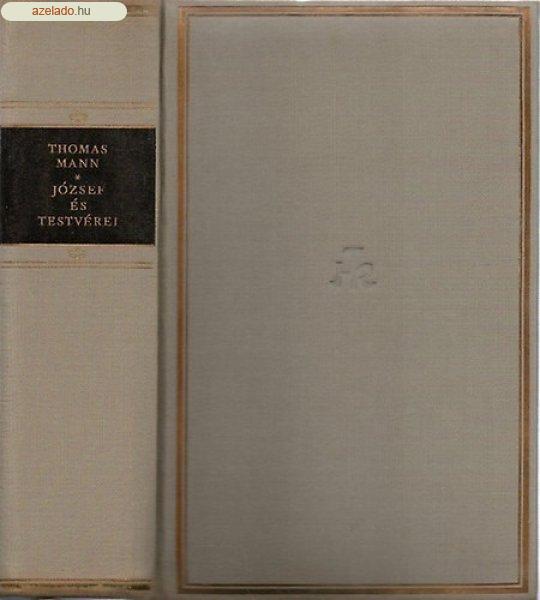 azelado.hu
THOMAS
MANN
*
JÓZSEF
ÉS
TESTVÉREI